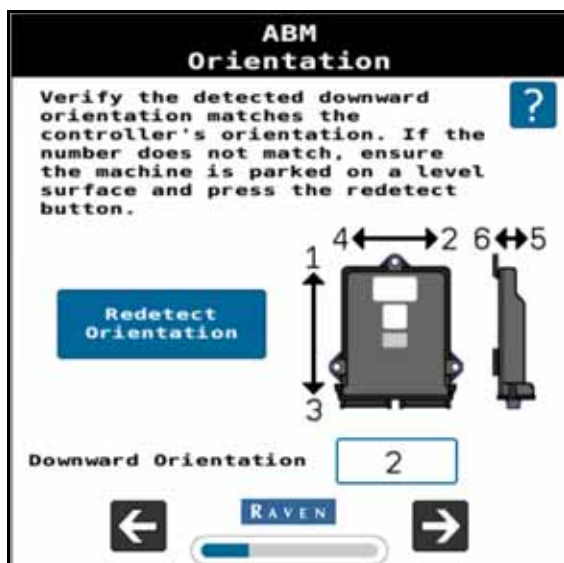 ABM
Orientation
Verify the detected downward
orientation matches the
controller's orientation. If the
number does not match, ensure
the machine is parked on a level
surface and press the redetect
button.
?
4 2 6 5
1
Redetect
Orientation
3
Downward Orientation 2
RAVEN